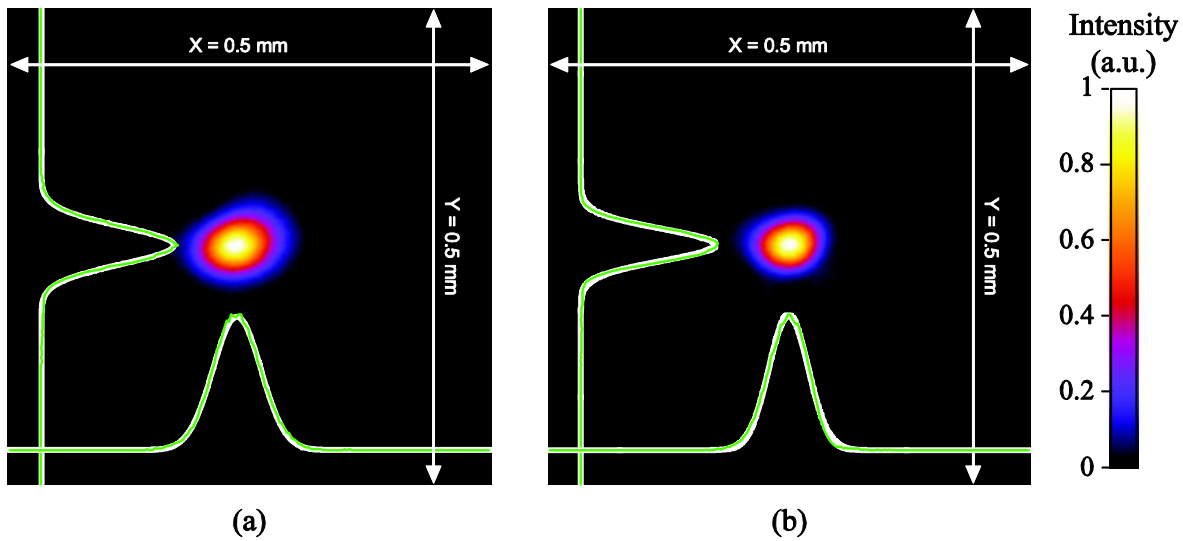 X = 0.5 mm
Y = 0.5 mm
(a)
X = 0.5 mm
Y = 0.5 mm
(b)
Intensity
(a.u.)
1
0.8
0.6
0.4
0.2
0